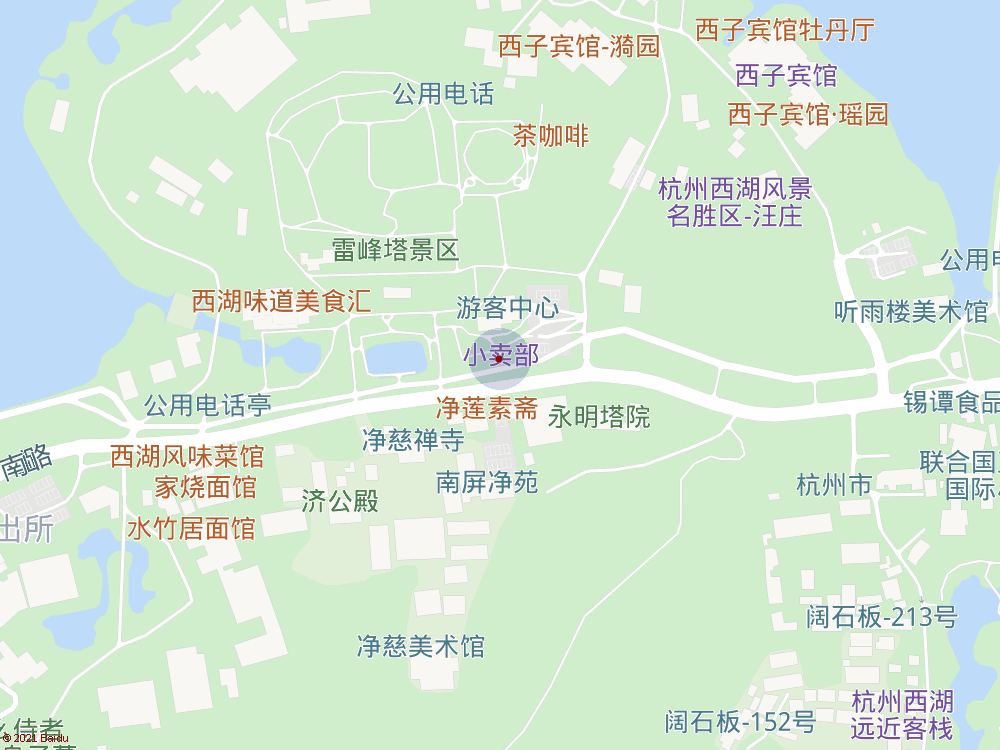 西子宾馆牡丹厅
西子宾馆-漪园
西子宾馆
公用电话
西子宾馆·瑶园
茶咖啡
杭州西湖风景
名胜区-汪庄
雷峰塔景区
公用电
西湖味道美食汇
游客中心
听雨楼美术馆
小卖部
公用电话亭
净莲素斋
锡谭食品
永明塔院
净慈禅寺
南路
西湖风味菜馆
联合国
家烧面馆
南屏净苑
杭州市
国际
济公殿
出所
水竹居面馆
阔石板-213号
净慈美术馆
杭州西湖
远近客栈
阔石板-152号
侍者
© 2021 Baidu